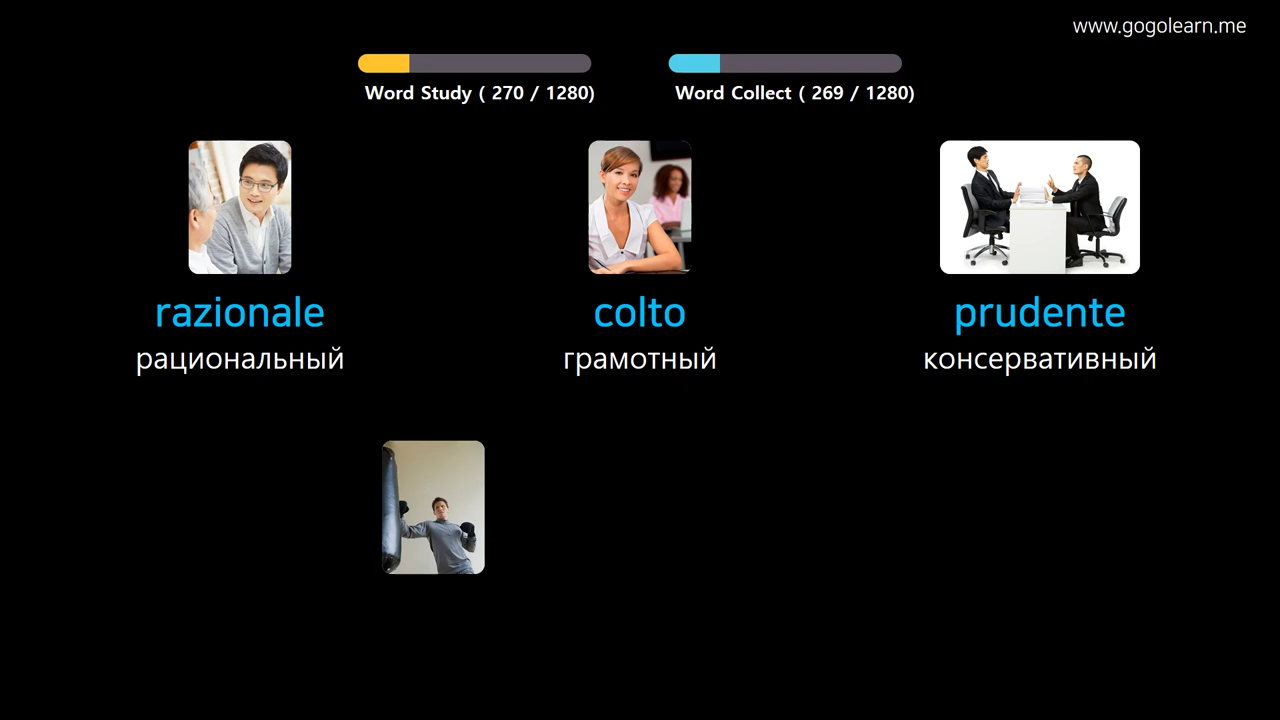 www.gogolearn.me
Word Study ( 270 / 1280)
Word Collect ( 269 / 1280)
razionale
рациональный
colto
грамотный
prudente
консервативный